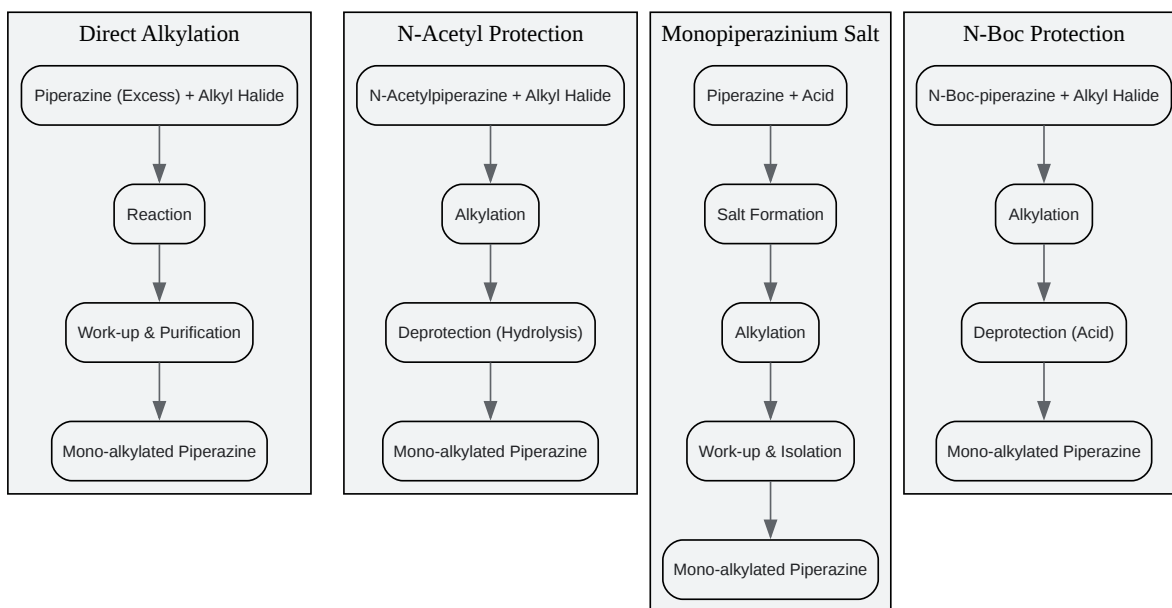 Direct Alkylation
Piperazine (Excess) + Alkyl Halide
Reaction
Work-up & Purification
Mono-alkylated Piperazine
N-Acetyl Protection
N-Acetylpiperazine + Alkyl Halide
Alkylation
Deprotection (Hydrolysis)
Mono-alkylated Piperazine
Monopiperazinium Salt
Piperazine + Acid
Salt Formation
Alkylation
Work-up & Isolation
Mono-alkylated Piperazine
N-Boc Protection
N-Boc-piperazine + Alkyl Halide
Alkylation
Deprotection (Acid)
Mono-alkylated Piperazine